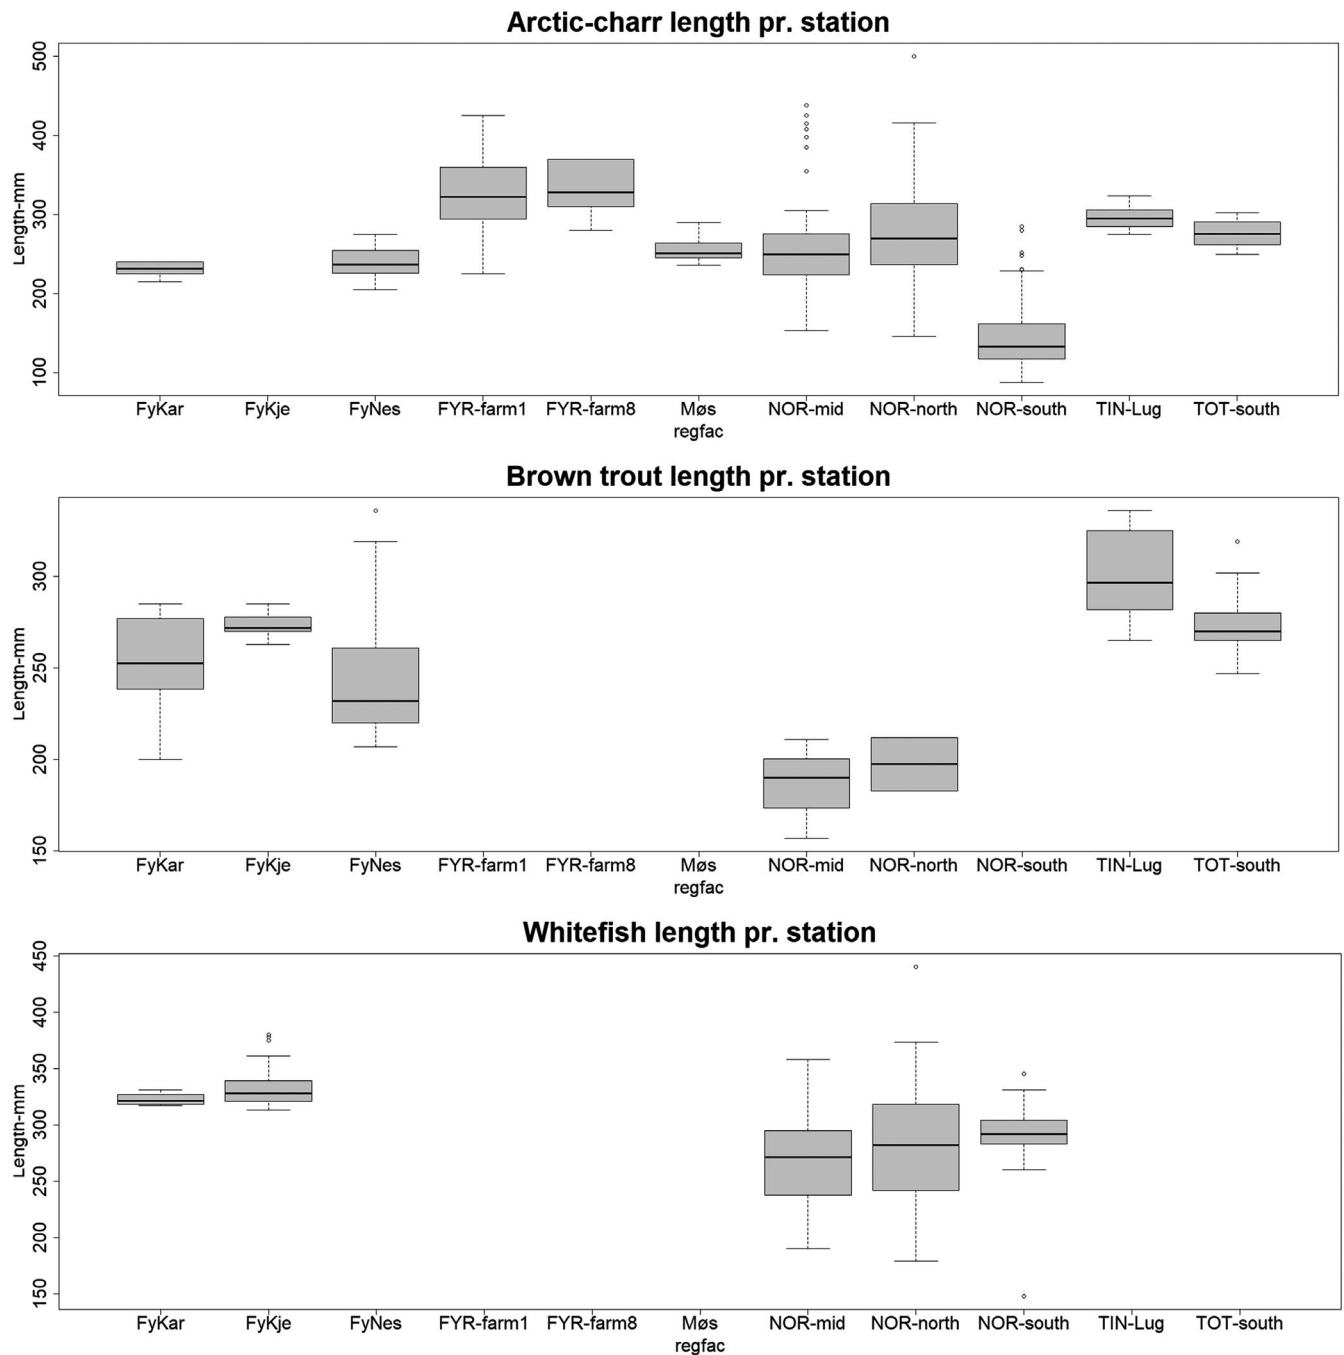 Arctic-charr length pr. station
Length-mm
500
400
300
200
100
FyKar FyKje FyNes FYR-farm1 FYR-farm8 Møs NOR-mid NOR-north NOR-south TIN-Lug TOT-south
regfac
Brown trout length pr. station
Length-mm
300
250
200
150
FyKar FyKje FyNes FYR-farm1 FYR-farm8 Møs NOR-mid NOR-north NOR-south TIN-Lug TOT-south
regfac
Whitefish length pr. station
Length-mm
450
400
350
300
250
200
150
FyKar FyKje FyNes FYR-farm1 FYR-farm8 Møs NOR-mid NOR-north NOR-south TIN-Lug TOT-south
regfac